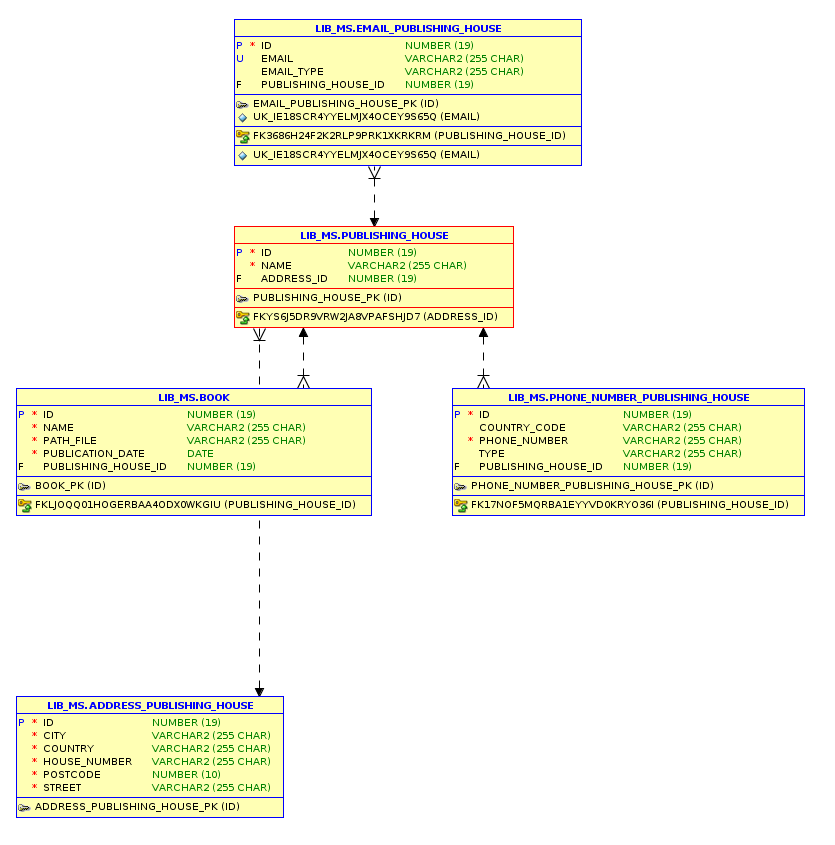 LIB_MS.EMAIL_PUBLISHING_HOUSE
P * ID NUMBER (19)
U EMAIL VARCHAR2 (255 CHAR)
EMAIL_TYPE VARCHAR2 (255 CHAR)
F PUBLISHING_HOUSE_ID NUMBER (19)
EMAIL_PUBLISHING_HOUSE_PK (ID)
UK_IE18SCR4YYELMJX4OCEY9S65Q (EMAIL)
FK3686H24F2K2RLP9PRK1XKRKRM (PUBLISHING_HOUSE_ID)
UK_IE18SCR4YYELMJX4OCEY9S65Q (EMAIL)
LIB_MS.PUBLISHING_HOUSE
P * ID NUMBER (19)
* NAME VARCHAR2 (255 CHAR)
F ADDRESS_ID NUMBER (19)
PUBLISHING_HOUSE_PK (ID)
FKYS6J5DR9VRW2JA8VPAFSHJD7 (ADDRESS_ID)
LIB_MS.BOOK
P * ID NUMBER (19)
* NAME VARCHAR2 (255 CHAR)
* PATH_FILE VARCHAR2 (255 CHAR)
* PUBLICATION_DATE DATE
F PUBLISHING_HOUSE_ID NUMBER (19)
BOOK_PK (ID)
FKLJOQQ01HOGERBAA4ODX0WKGIU (PUBLISHING_HOUSE_ID)
LIB_MS.PHONE_NUMBER_PUBLISHING_HOUSE
P * ID NUMBER (19)
COUNTRY_CODE VARCHAR2 (255 CHAR)
* PHONE_NUMBER VARCHAR2 (255 CHAR)
TYPE VARCHAR2 (255 CHAR)
F PUBLISHING_HOUSE_ID NUMBER (19)
PHONE_NUMBER_PUBLISHING_HOUSE_PK (ID)
FK17NOF5MQRBA1EYYVD0KRYO36I (PUBLISHING_HOUSE_ID)
LIB_MS.ADDRESS_PUBLISHING_HOUSE
P * ID NUMBER (19)
* CITY VARCHAR2 (255 CHAR)
* COUNTRY VARCHAR2 (255 CHAR)
* HOUSE_NUMBER VARCHAR2 (255 CHAR)
* POSTCODE NUMBER (10)
* STREET VARCHAR2 (255 CHAR)
ADDRESS_PUBLISHING_HOUSE_PK (ID)